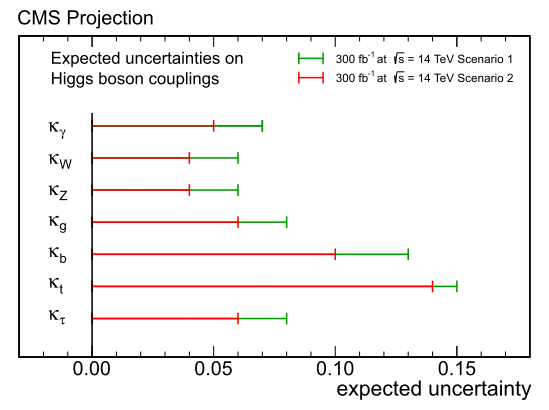 CMS Projection
Expected uncertainties on
Higgs boson couplings
300 fb⁻¹ at √s = 14 TeV Scenario 1
300 fb⁻¹ at √s = 14 TeV Scenario 2
κγ
κW
κZ
κg
κb
κt
κτ
0.00 0.05 0.10 0.15
expected uncertainty